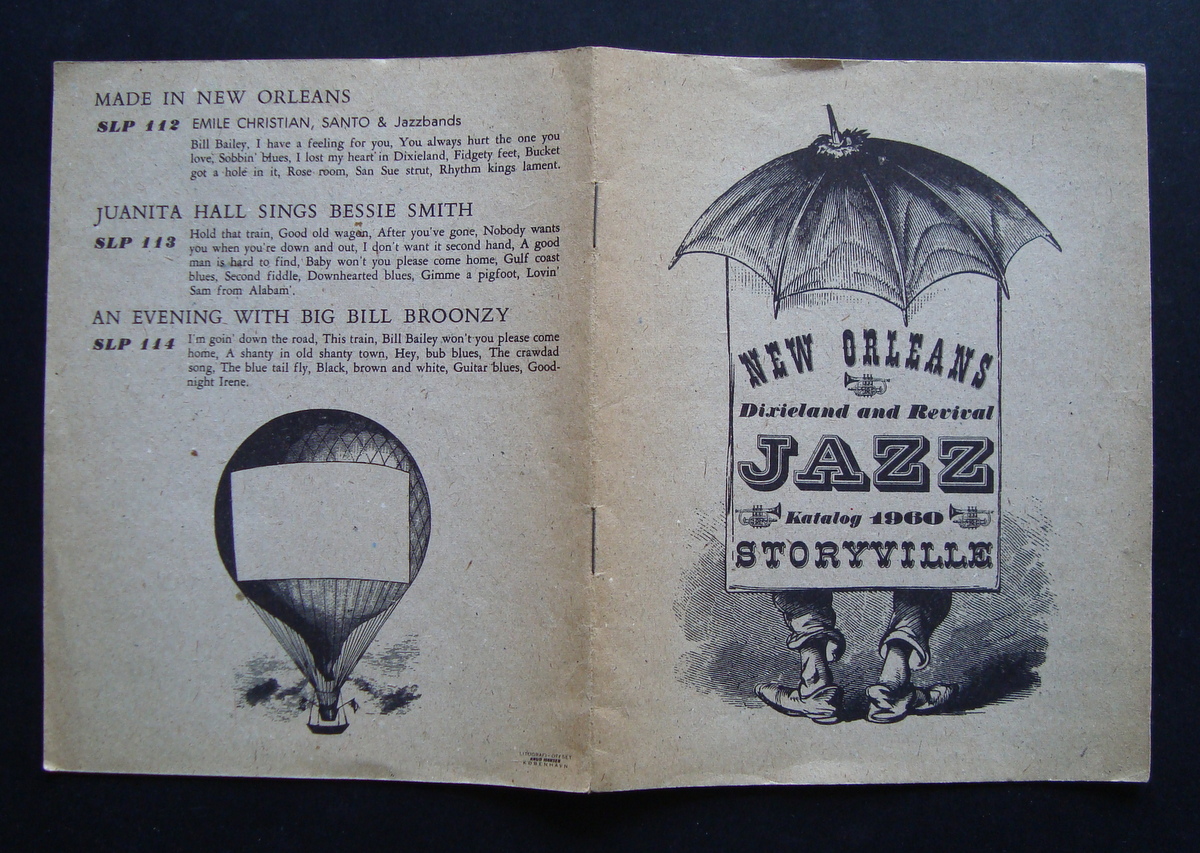 MADE IN NEW ORLEANS
SLP 112 EMILE CHRISTIAN, SANTO & Jazzbands
Bill Bailey, I have a feeling for you, You always hurt the one you
love, Sobbin' blues, I lost my heart in Dixieland, Fidgety feet, Bucket
got a hole in it, Rose room, San Sue strut, Rhythm kings lament.
JUANITA HALL SINGS BESSIE SMITH
SLP 113 Hold that train, Good old wagon, After you've gone, Nobody wants
you when you're down and out, I don't want it second hand, A good
man is hard to find, Baby won't you please come home, Gulf coast
blues, Second fiddle, Downhearted blues, Gimme a pigfoot, Lovin'
Sam from Alabam'.
AN EVENING WITH BIG BILL BROONZY
SLP 114 I'm goin' down the road, This train, Bill Bailey won't you please come
home, A shanty in old shanty town, Hey, bub blues, The crawdad
song, The blue tail fly, Black, brown and white, Guitar blues, Good-
night Irene.
KØBENHAVN
NEW ORLEANS
Dixieland and Revival
JAZZ
Katalog 1960
STORYVILLE